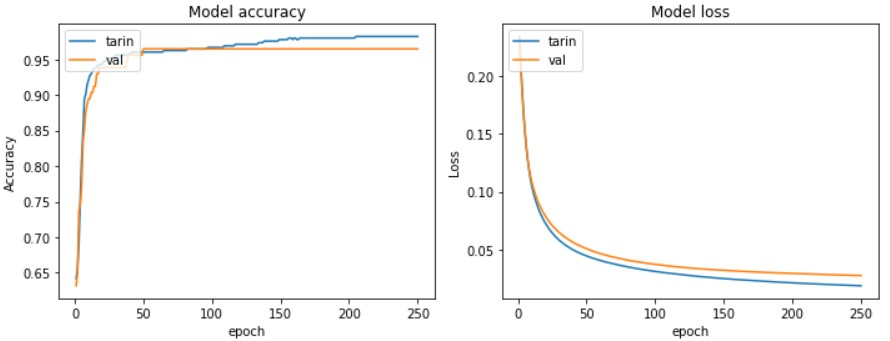 Model accuracy
tarin
val
0.95
0.90
0.85
0.80
0.75
0.70
0.65
Accuracy
0 50 100 150 200 250
epoch
Model loss
tarin
val
0.20
0.15
0.10
0.05
Loss
0 50 100 150 200 250
epoch